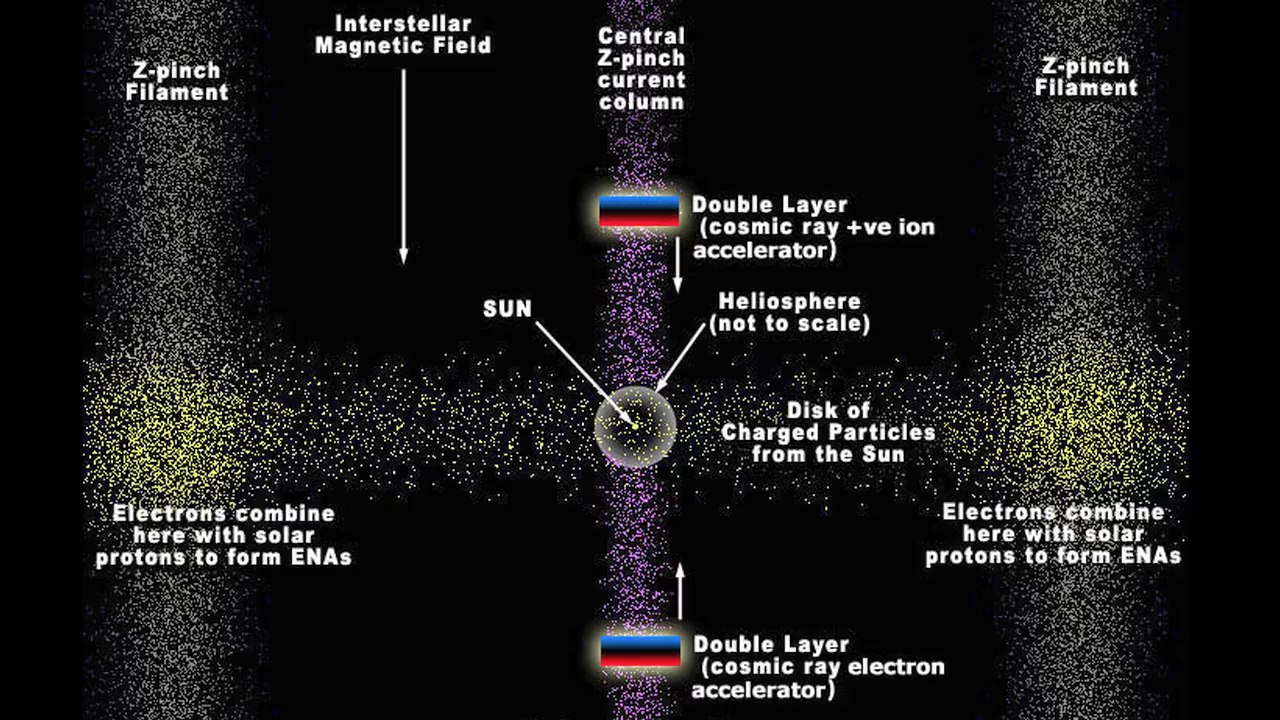 Interstellar
Magnetic Field
Central
Z-pinch
current
column
Z-pinch
Filament
Z-pinch
Filament
Double Layer
(cosmic ray +ve ion
accelerator)
SUN
Heliosphere
(not to scale)
Disk of
Charged Particles
from the Sun
Electrons combine
here with solar
protons to form ENAs
Electrons combine
here with solar
protons to form ENAs
Double Layer
(cosmic ray electron
accelerator)